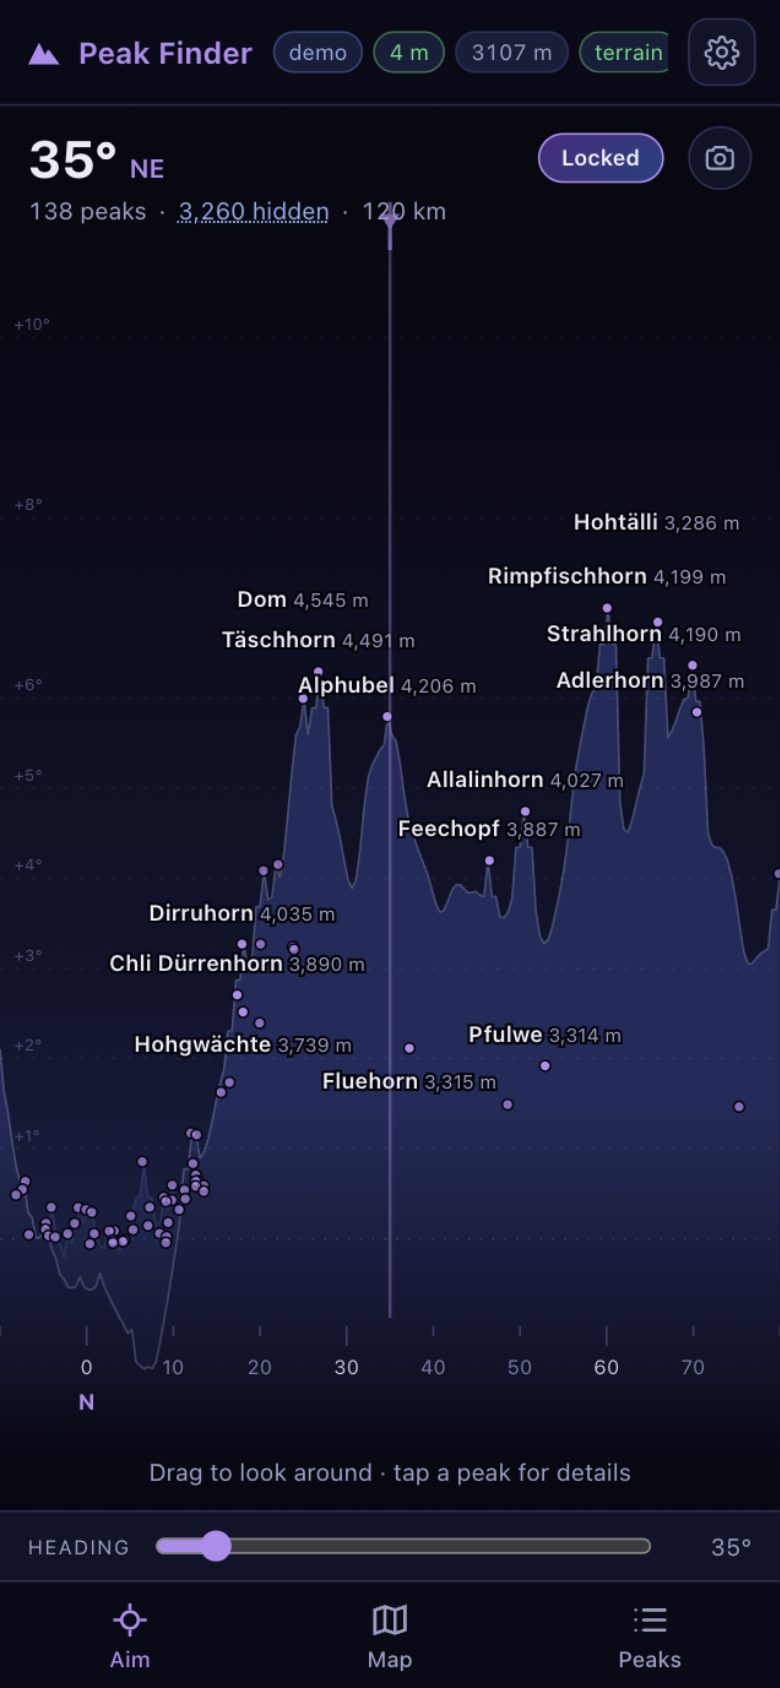 Peak Finder demo 4 m 3107 m terrain
35° NE Locked
138 peaks · 3,260 hidden · 120 km
+10°
+8°
Hohtälli 3,286 m
Rimpfischhorn 4,199 m
Dom 4,545 m
Strahlhorn 4,190 m
Täschhorn 4,491 m
Adlerhorn 3,987 m
+6°
Alphubel 4,206 m
+5°
Allalinhorn 4,027 m
Feechopf 3,887 m
+4°
Dirruhorn 4,035 m
+3°
Chli Dürrenhorn 3,890 m
Pfulwe 3,314 m
+2°
Hohgwächte 3,739 m
Fluehorn 3,315 m
+1°
0 10 20 30 40 50 60 70
N
Drag to look around · tap a peak for details
HEADING 35°
Aim Map Peaks